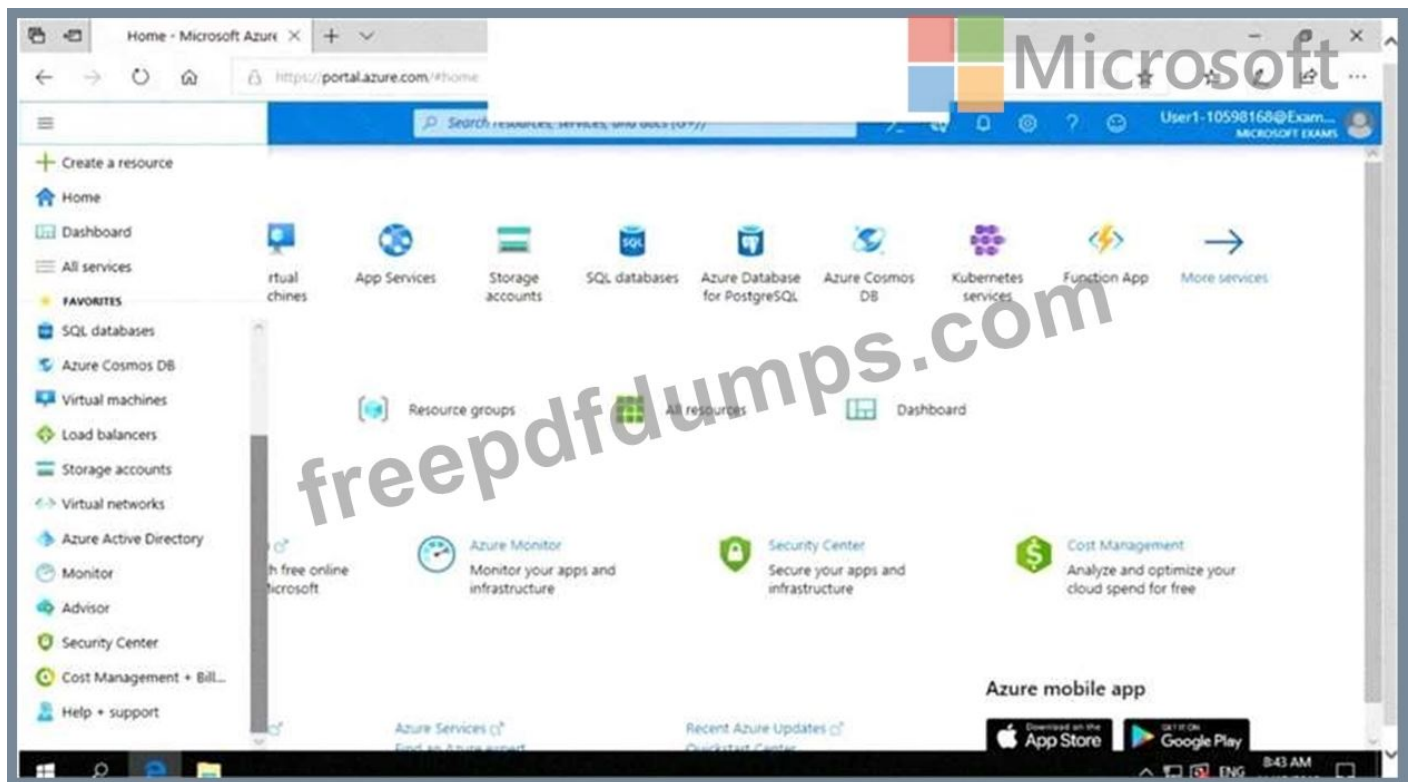 Home - Microsoft Azure
Microsoft
https://portal.azure.com/#home
User1-10598168@Exam...
MICROSOFT EXAMS
Create a resource
Home
Dashboard
All services
FAVORITES
SQL databases
Azure Cosmos DB
Virtual machines
Load balancers
Storage accounts
Virtual networks
Azure Active Directory
Monitor
Advisor
Security Center
Cost Management + Bill...
Help + support
rtual
chines
App Services
Storage
accounts
SQL databases
Azure Database
for PostgreSQL
Azure Cosmos
DB
Kubernetes
services
Function App
More services
Resource groups
All resources
Dashboard
freepdfdumps.com
h free online
icrosoft
Azure Monitor
Monitor your apps and
infrastructure
Security Center
Secure your apps and
infrastructure
Cost Management
Analyze and optimize your
cloud spend for free
Azure Services
Find an Azure expert
Recent Azure Updates
Quickstart Center
Azure mobile app
Download on the
App Store
GET IT ON
Google Play
ENG
8:43 AM